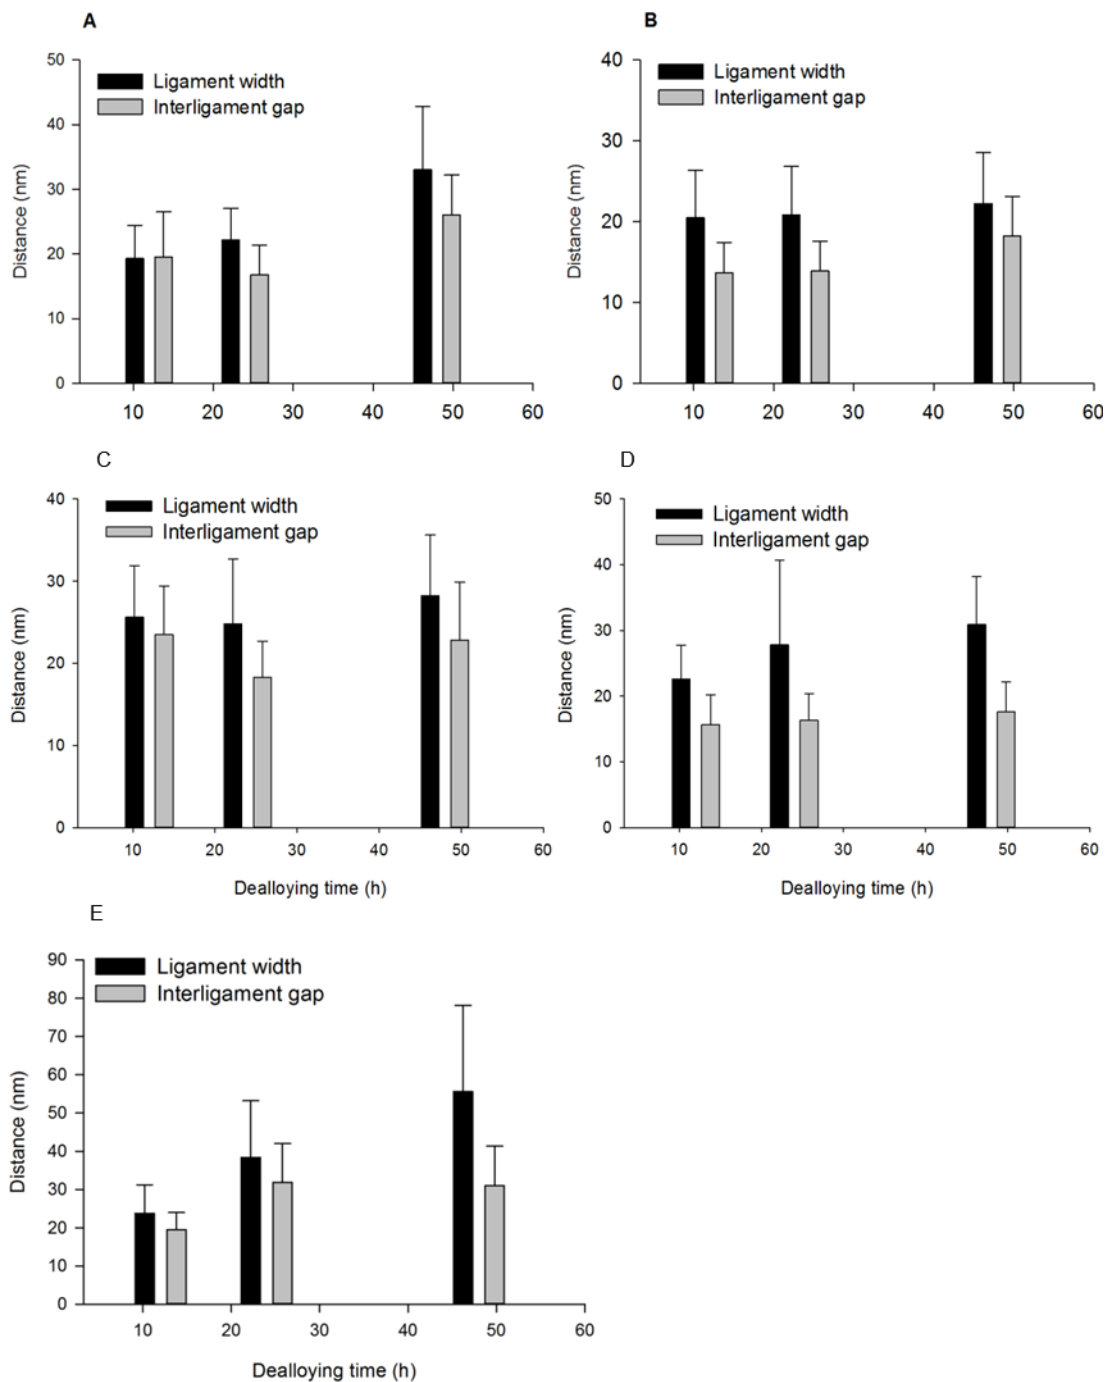 A
50
40
30
20
10
0
Distance (nm)
Ligament width
Interligament gap
10 20 30 40 50 60
B
40
30
20
10
0
Distance (nm)
Ligament width
Interligament gap
10 20 30 40 50 60
C
40
30
20
10
0
Distance (nm)
Ligament width
Interligament gap
10 20 30 40 50 60
Dealloying time (h)
D
50
40
30
20
10
0
Distance (nm)
Ligament width
Interligament gap
10 20 30 40 50 60
Dealloying time (h)
E
90
80
70
60
50
40
30
20
10
0
Distance (nm)
Ligament width
Interligament gap
10 20 30 40 50 60
Dealloying time (h)